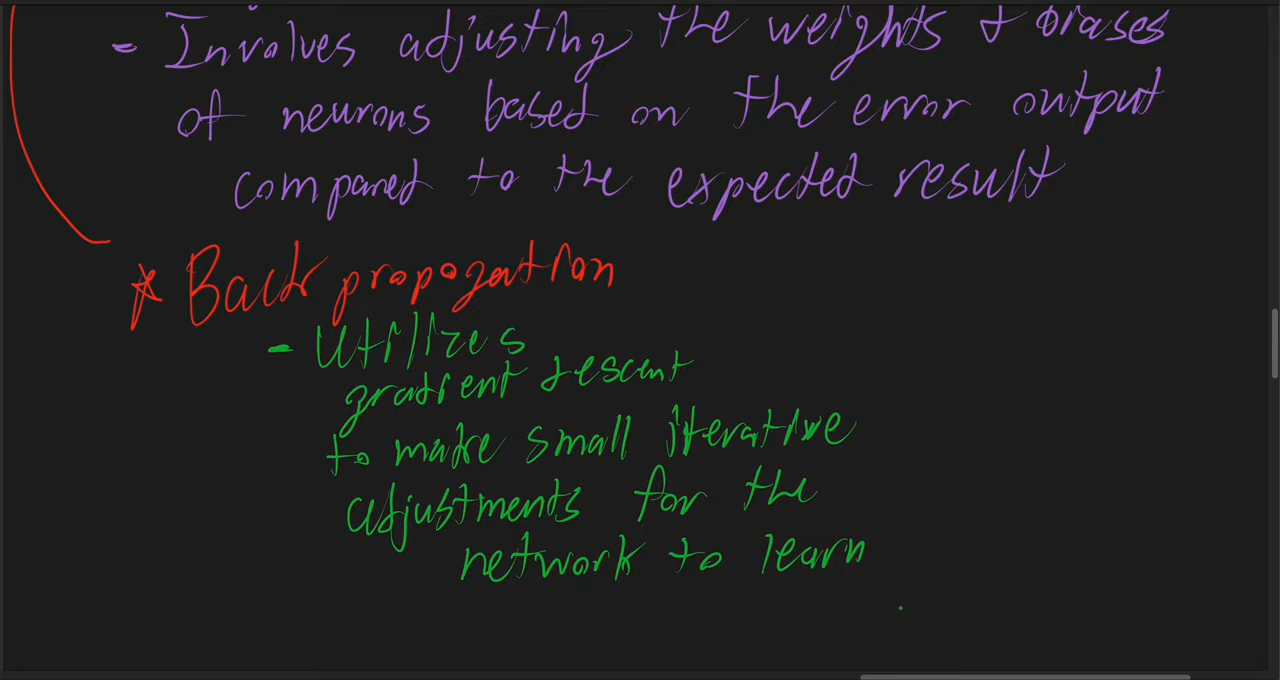 - Involves adjusting the weights & biases
of neurons based on the error output
compared to the expected result
* Back propogation
- Utilizes
gradient descent
to make small iterative
adjustments for the
network to learn